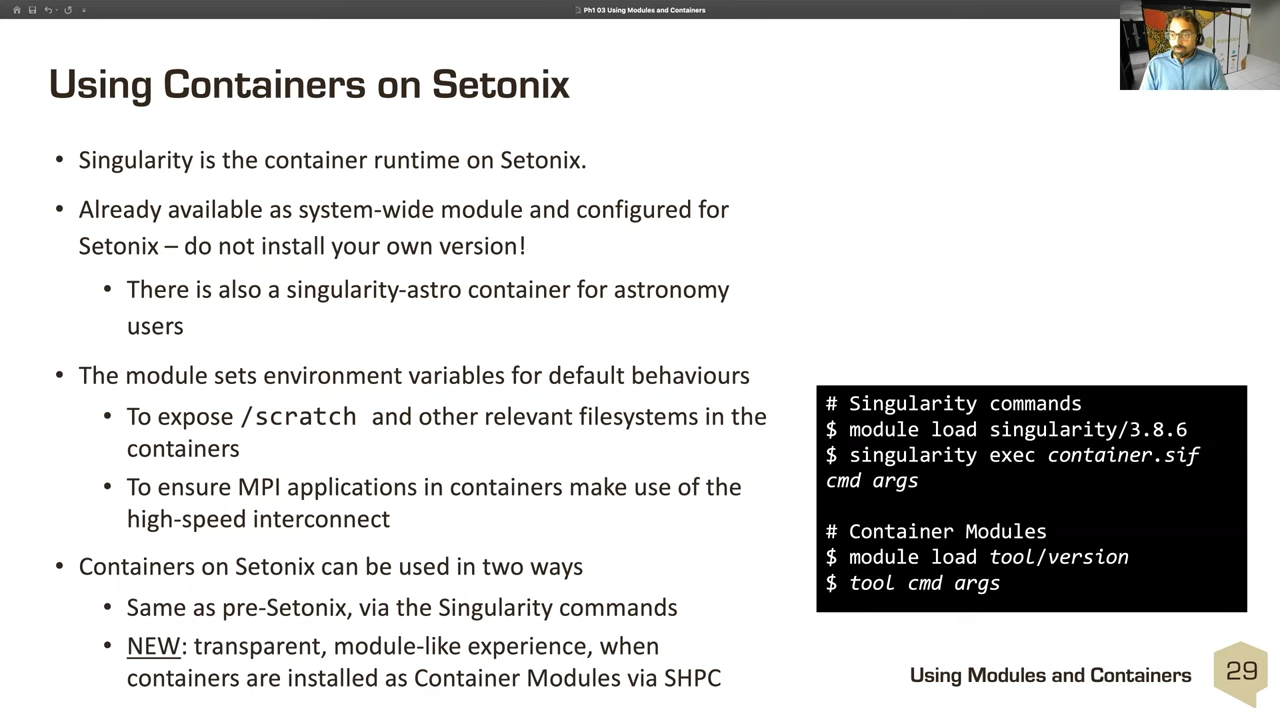 Ph1 03 Using Modules and Containers
Using Containers on Setonix
• Singularity is the container runtime on Setonix.
• Already available as system-wide module and configured for
Setonix – do not install your own version!
• There is also a singularity-astro container for astronomy
users
• The module sets environment variables for default behaviours
• To expose /scratch and other relevant filesystems in the
containers
• To ensure MPI applications in containers make use of the
high-speed interconnect
• Containers on Setonix can be used in two ways
• Same as pre-Setonix, via the Singularity commands
• NEW: transparent, module-like experience, when
containers are installed as Container Modules via SHPC
# Singularity commands
$ module load singularity/3.8.6
$ singularity exec container.sif
cmd args
# Container Modules
$ module load tool/version
$ tool cmd args
Using Modules and Containers
29